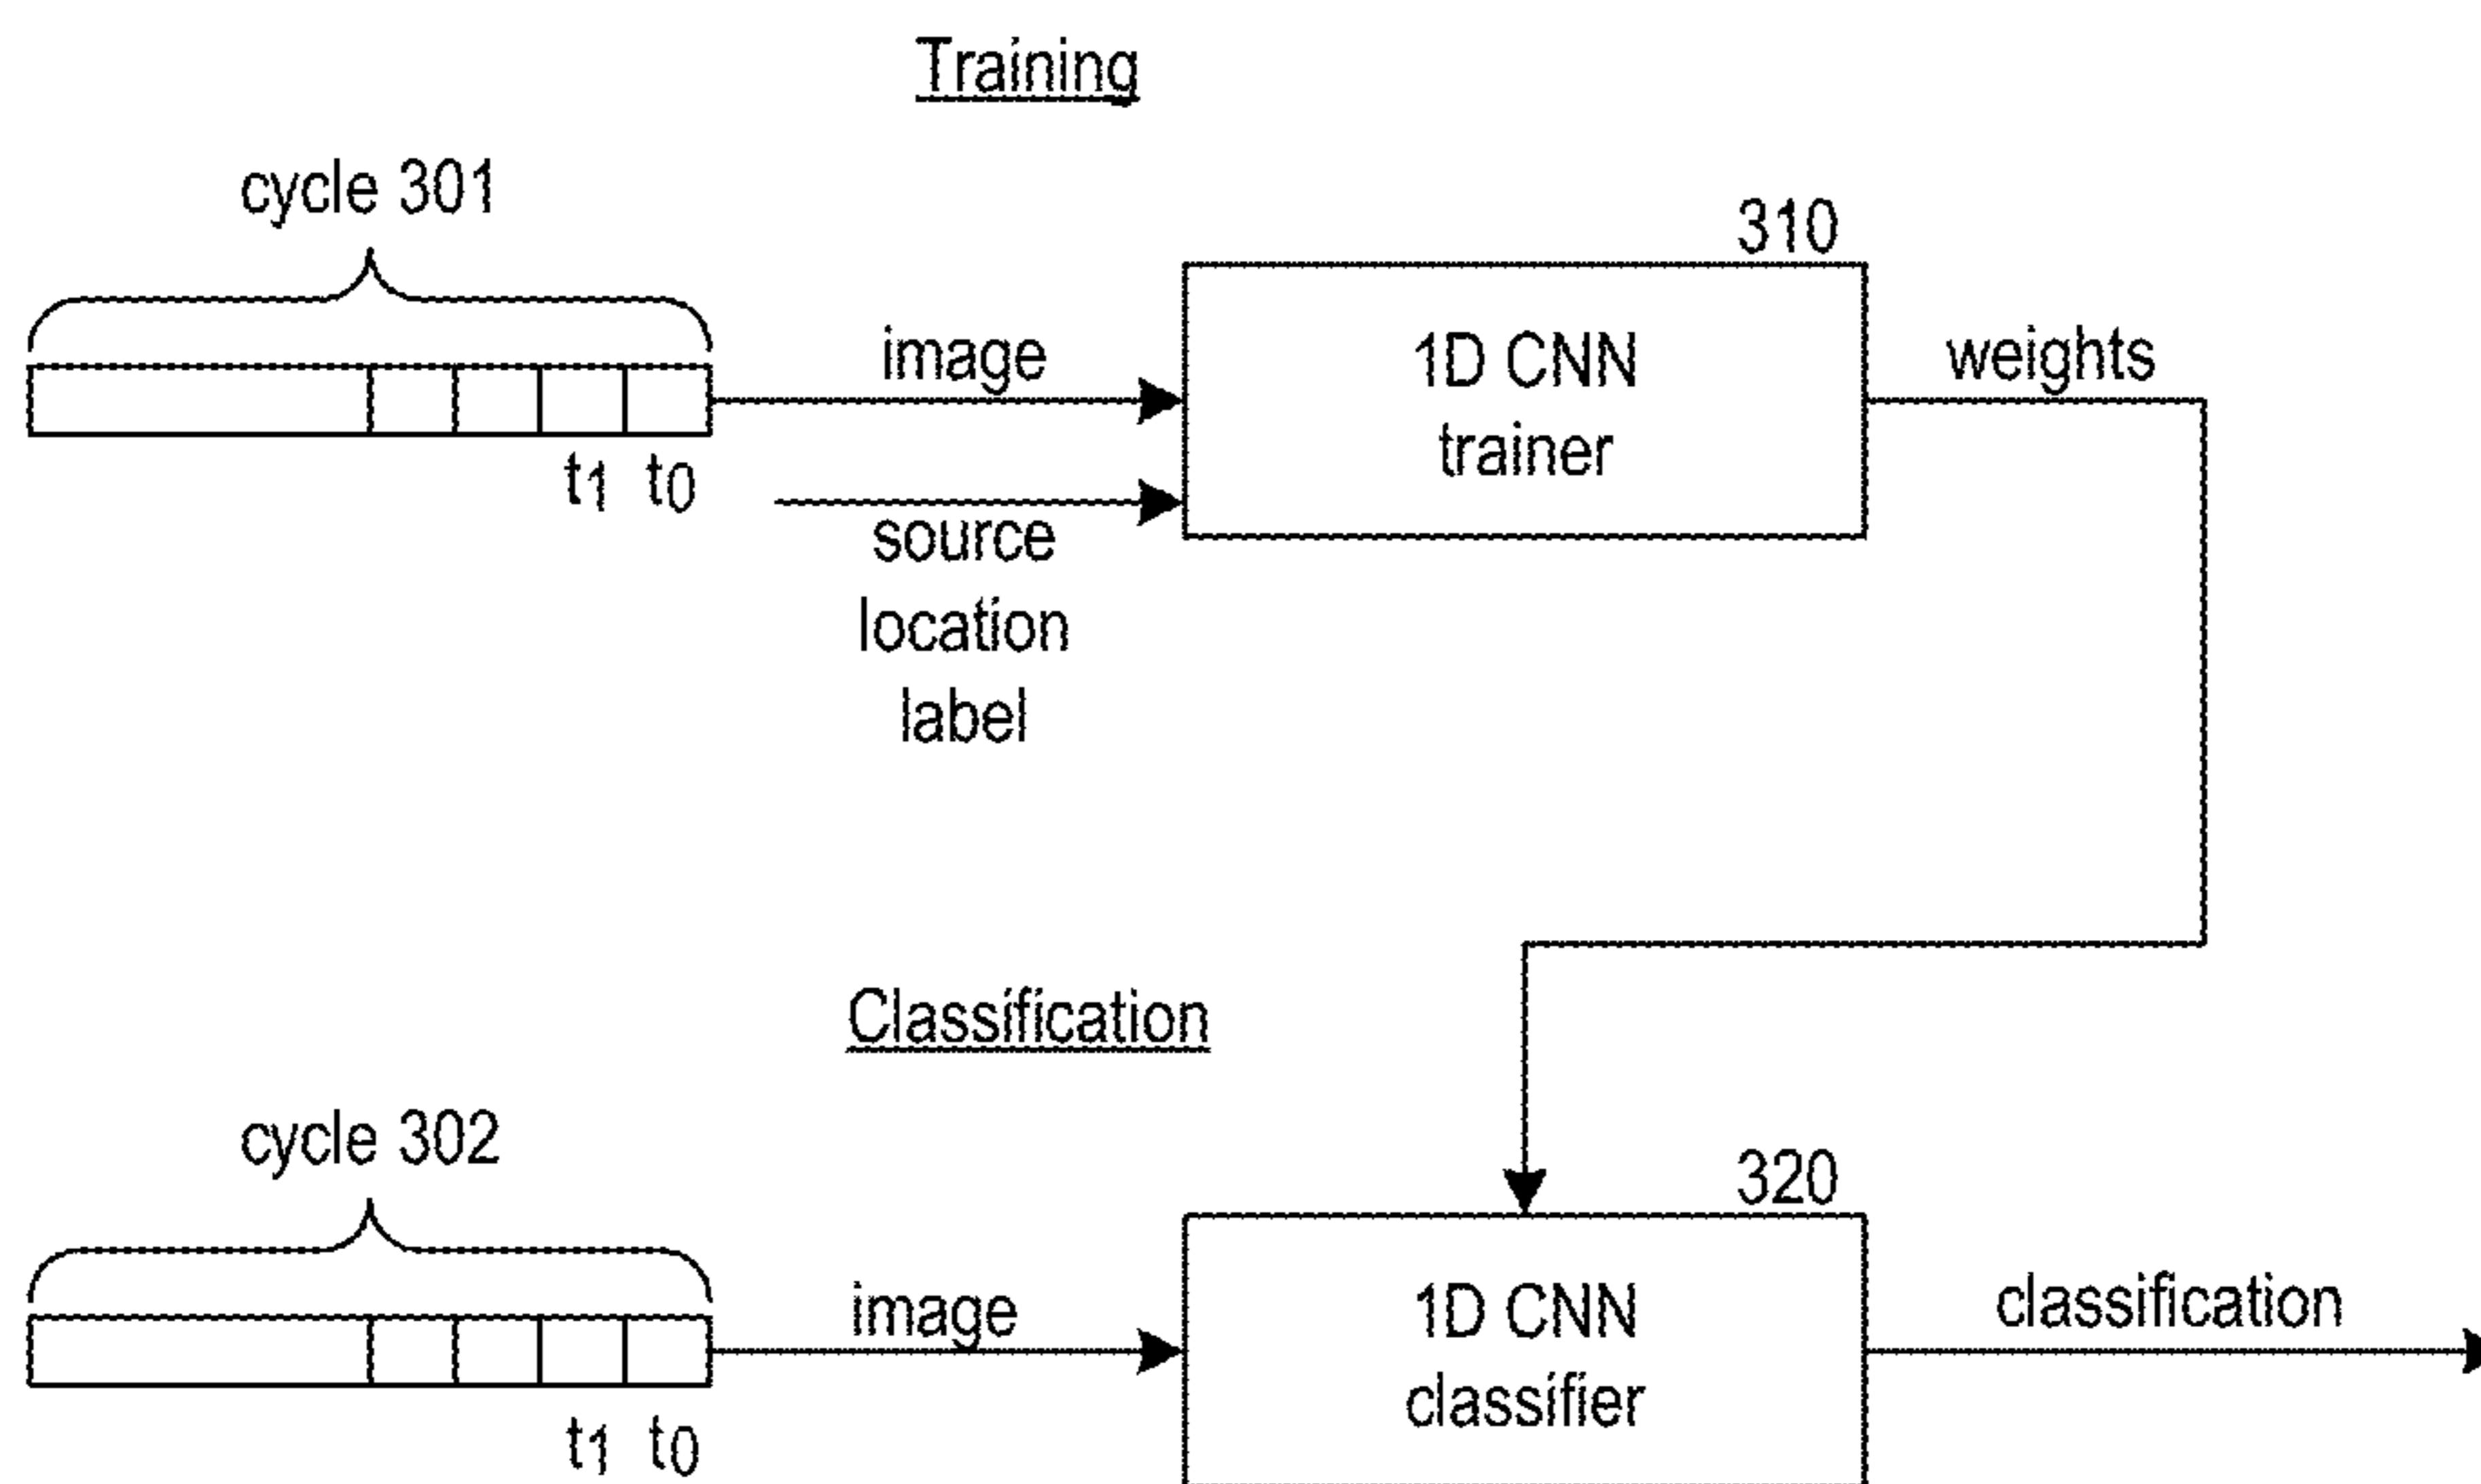 Training
cycle 301
310
image
1D CNN
trainer
weights
t1 t0
source
location
label
Classification
cycle 302
320
image
1D CNN
classifier
classification
t1 t0